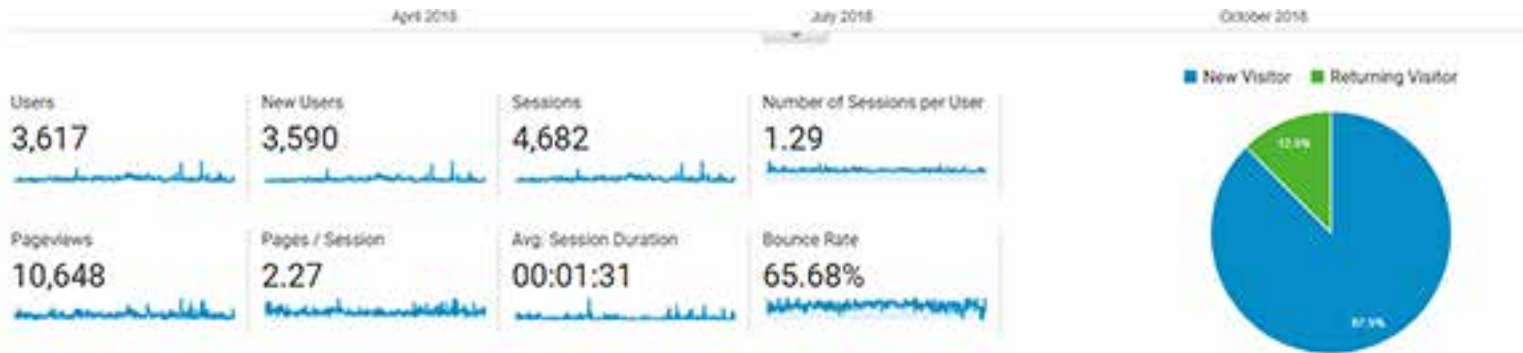 April 2018
July 2018
October 2018
New Visitor
Returning Visitor
Users
3,617
New Users
3,590
Sessions
4,682
Number of Sessions per User
1.29
Pageviews
10,648
Pages / Session
2.27
Avg. Session Duration
00:01:31
Bounce Rate
65.68%